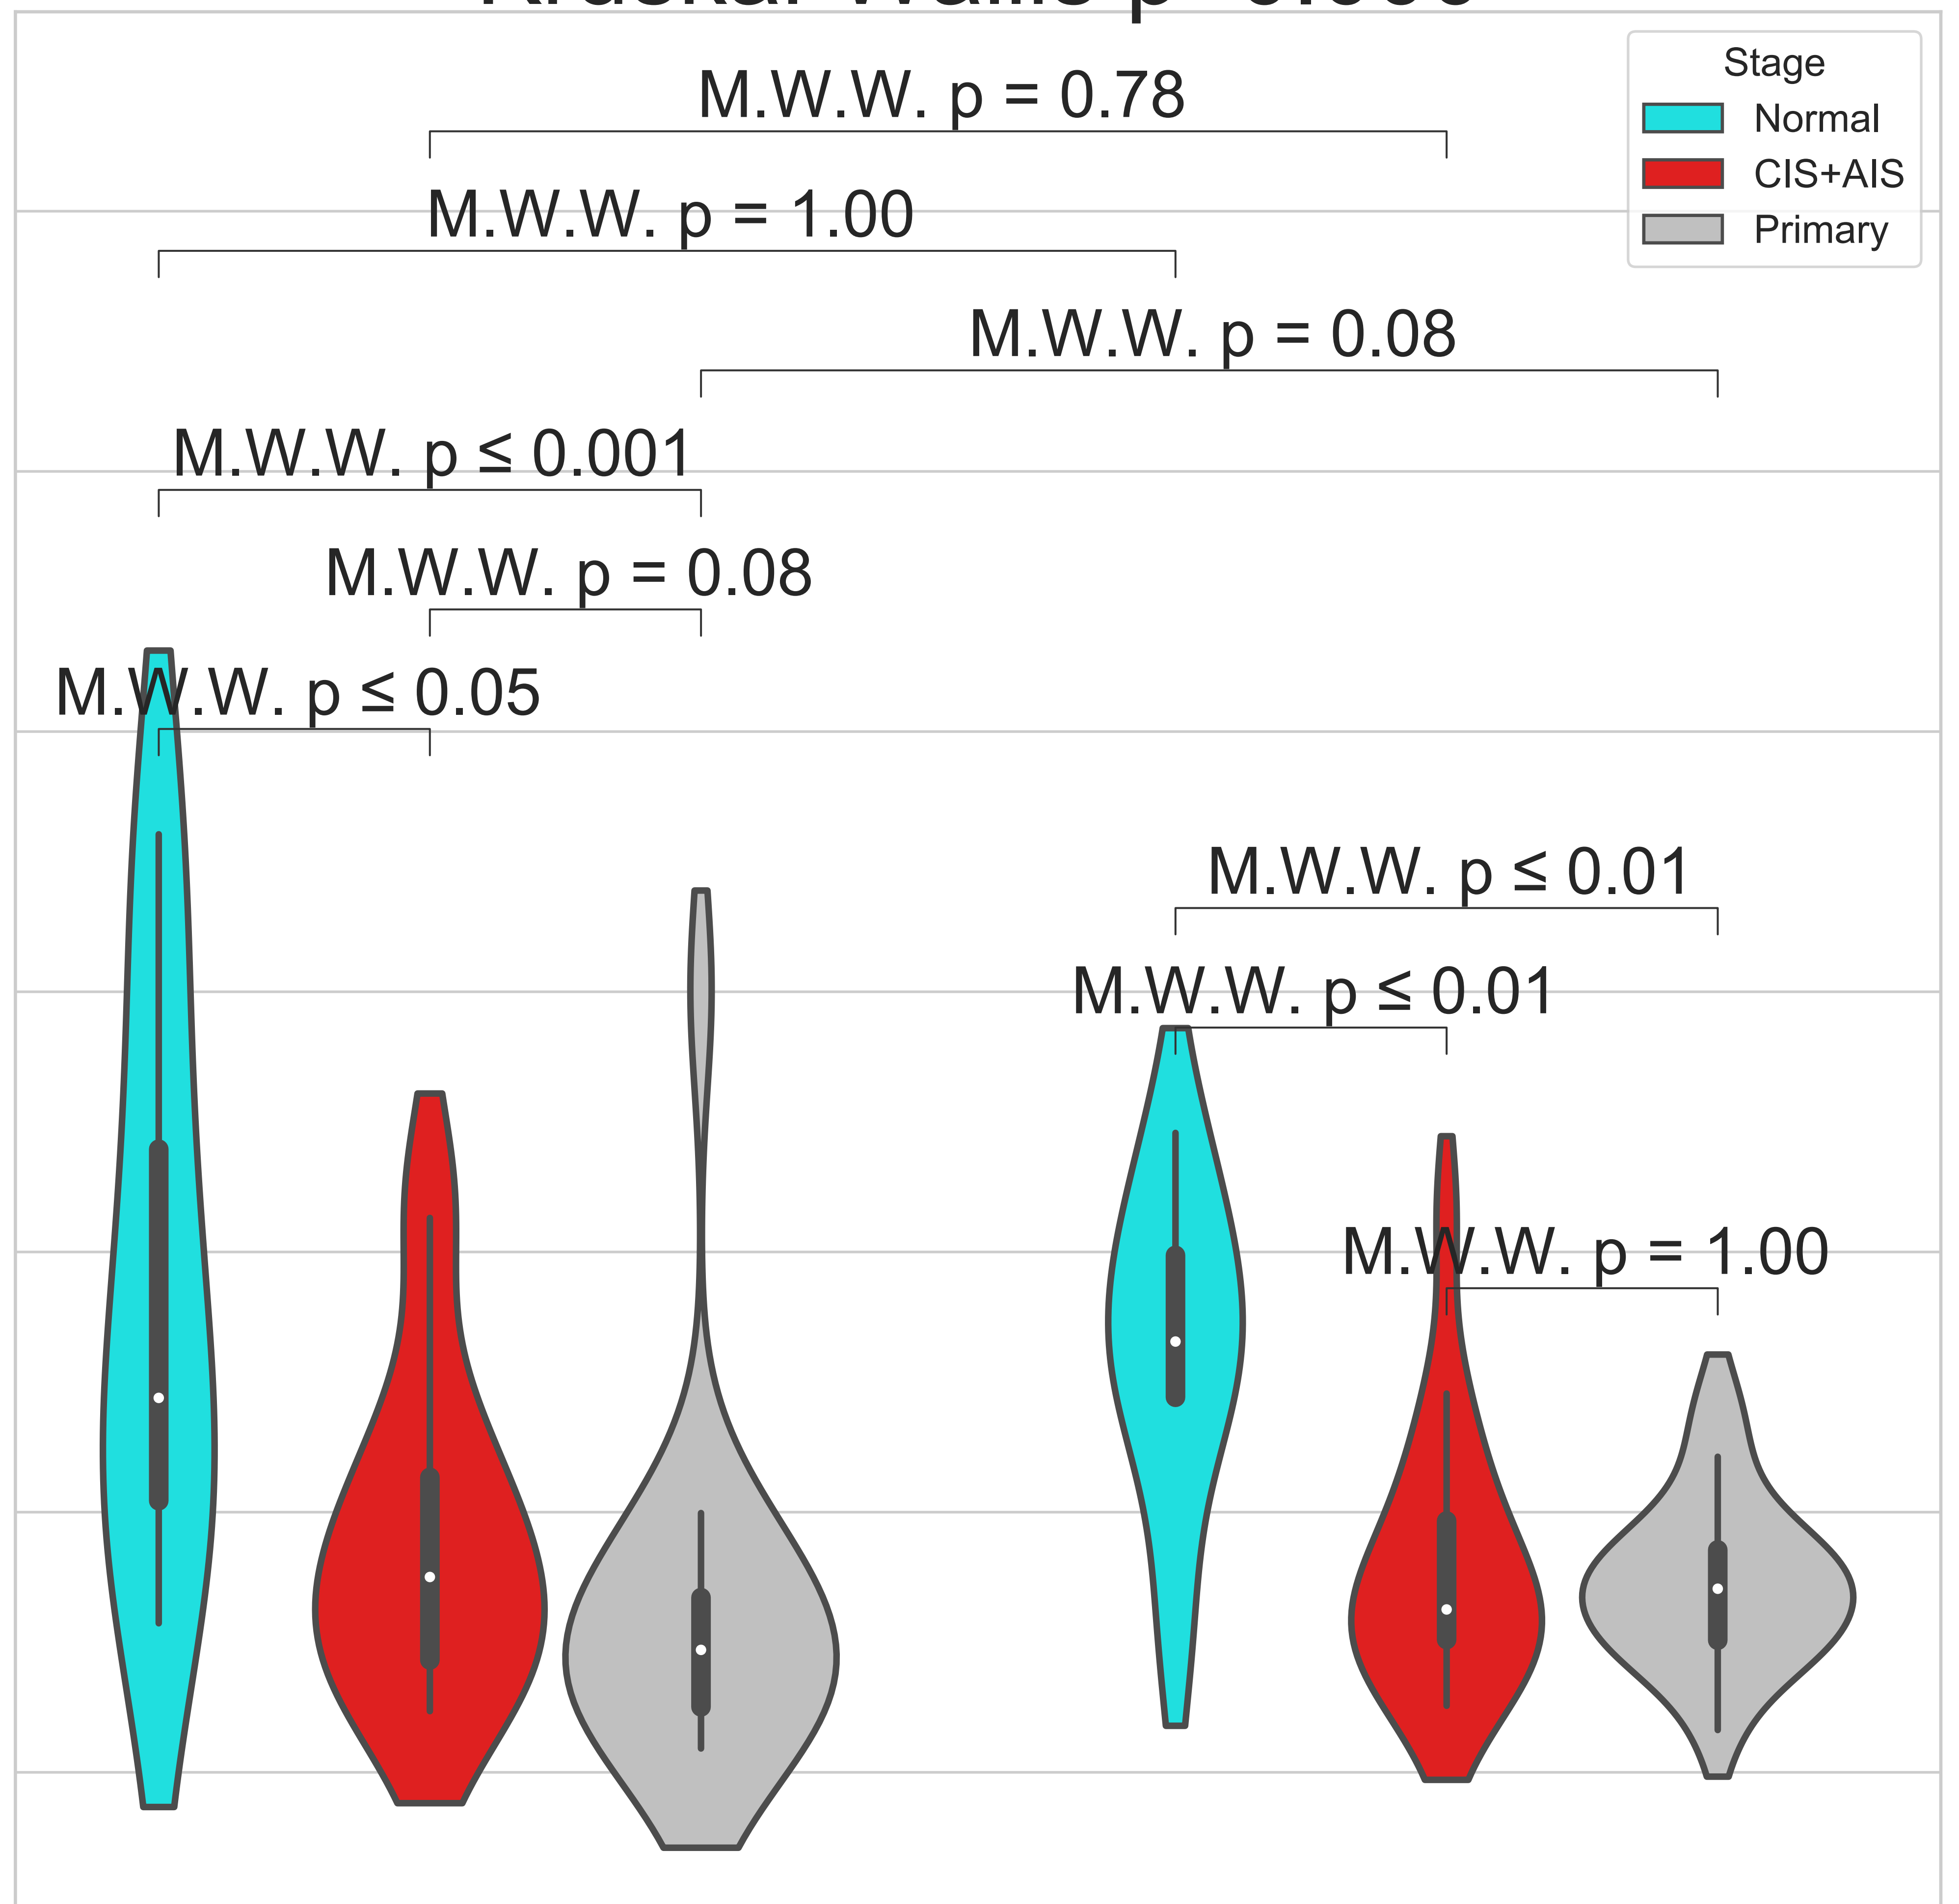 Stage
Normal
CIS+AIS
Primary
M.W.W. p = 0.78
M.W.W. p = 1.00
M.W.W. p = 0.08
M.W.W. p ≤ 0.001
M.W.W. p = 0.08
M.W.W. p ≤ 0.05
M.W.W. p ≤ 0.01
M.W.W. p ≤ 0.01
M.W.W. p = 1.00